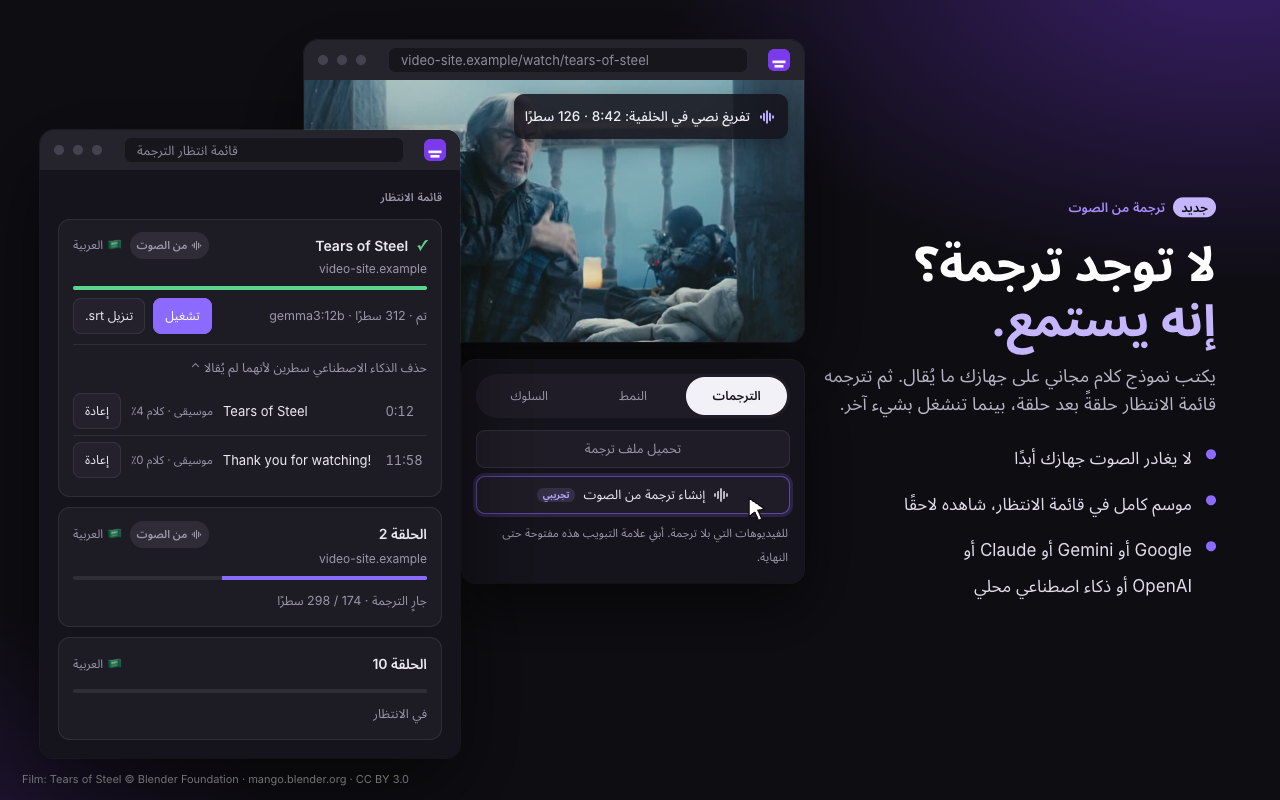 جديد ترجمة من الصوت
لا توجد ترجمة؟
إنه يستمع.
يكتب نموذج كلام مجاني على جهازك ما يُقال. ثم تترجمه
قائمة الانتظار حلقةً بعد حلقة، بينما تنشغل بشيء آخر.
لا يغادر الصوت جهازك أبدًا
موسم كامل في قائمة الانتظار، شاهده لاحقًا
Google أو Gemini أو Claude أو
OpenAI أو ذكاء اصطناعي محلي
video-site.example/watch/tears-of-steel
تفريغ نصي في الخلفية: 8:42 · 126 سطرًا
الترجمات النمط السلوك
تحميل ملف ترجمة
إنشاء ترجمة من الصوت تجريبي
للفيديوهات التي بلا ترجمة. أبقِ علامة التبويب هذه مفتوحة حتى
النهاية.
قائمة انتظار الترجمة
قائمة الانتظار
✓ Tears of Steel من الصوت العربية
video-site.example
تم · 312 سطرًا · gemma3:12b تشغيل تنزيل .srt
حذف الذكاء الاصطناعي سطرين لأنهما لم يُقالا ^
0:12 Tears of Steel موسيقى · كلام 4٪ إعادة
11:58 Thank you for watching! موسيقى · كلام 0٪ إعادة
الحلقة 2 من الصوت العربية
video-site.example
جارٍ الترجمة · 174 / 298 سطرًا
الحلقة 10 العربية
في الانتظار
Film: Tears of Steel © Blender Foundation · mango.blender.org · CC BY 3.0